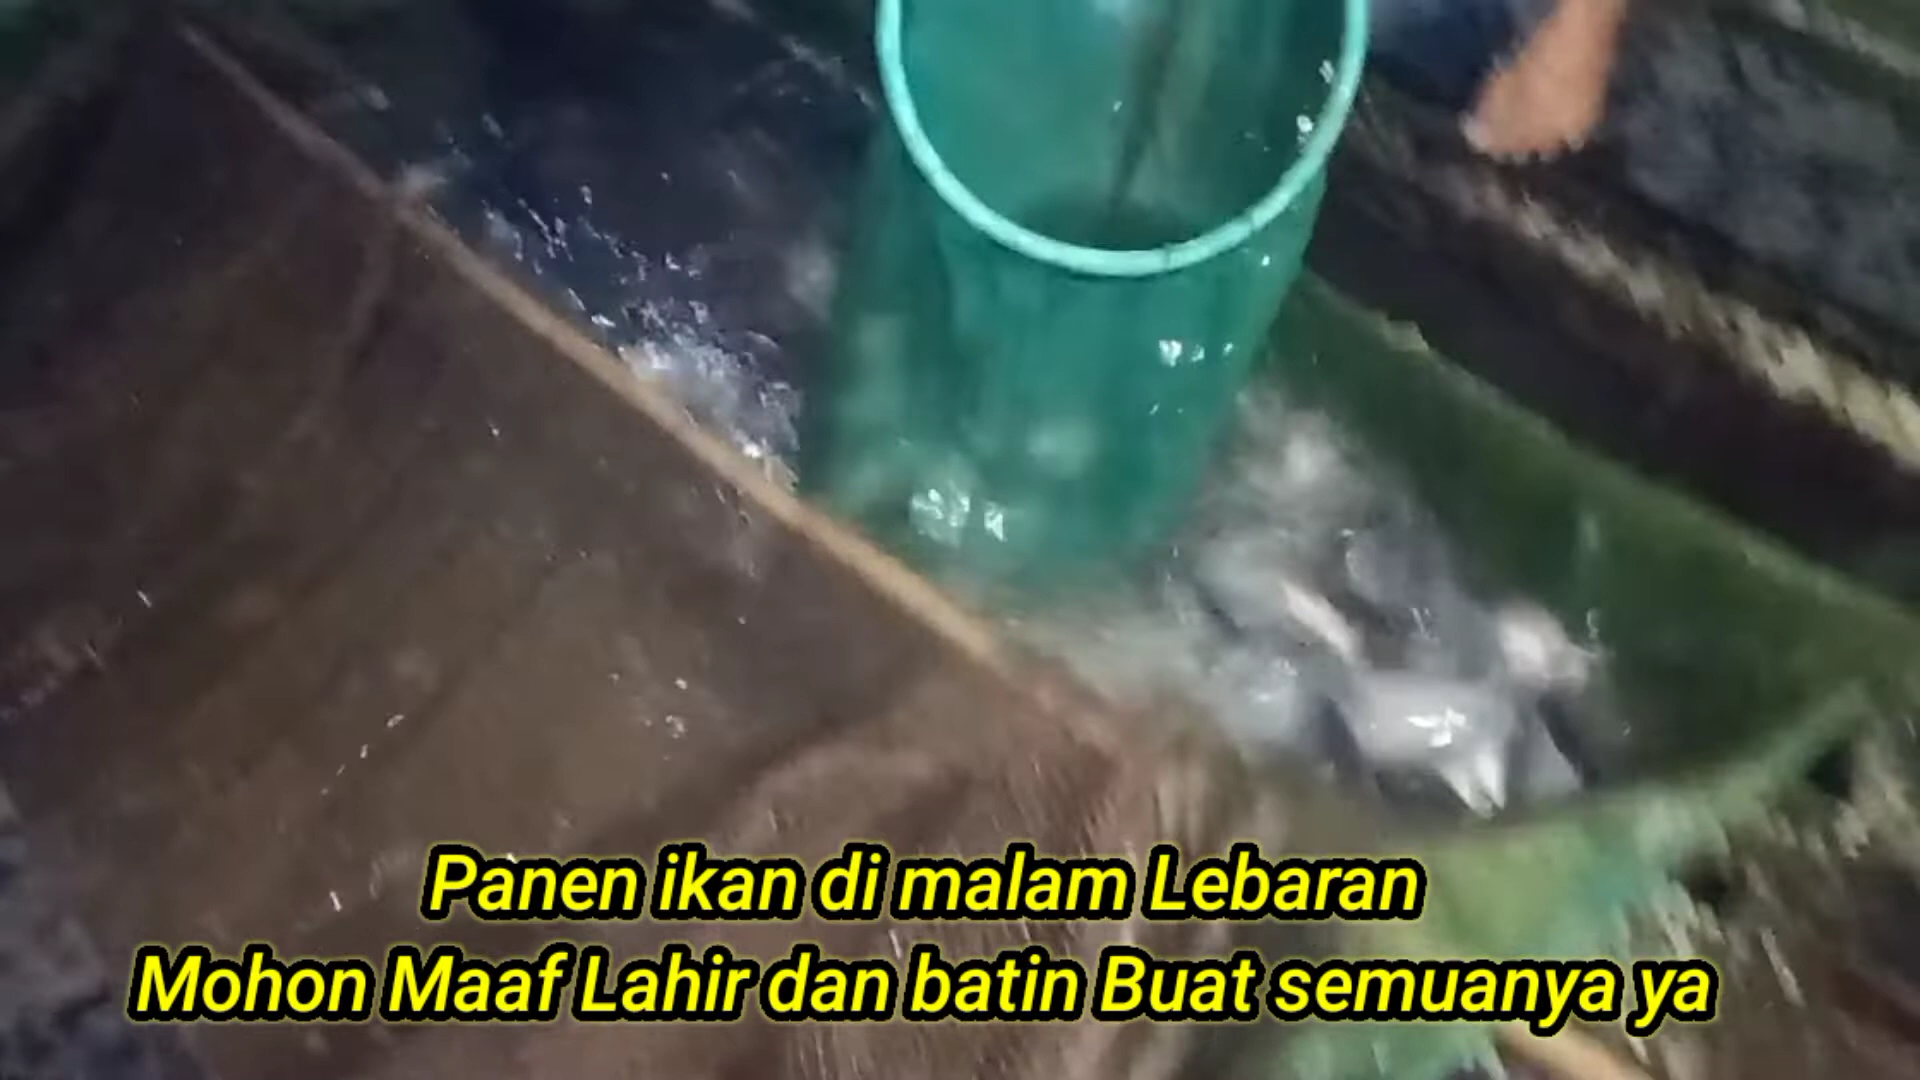 Panen ikan di malam Lebaran
Mohon Maaf Lahir dan batin Buat semuanya ya